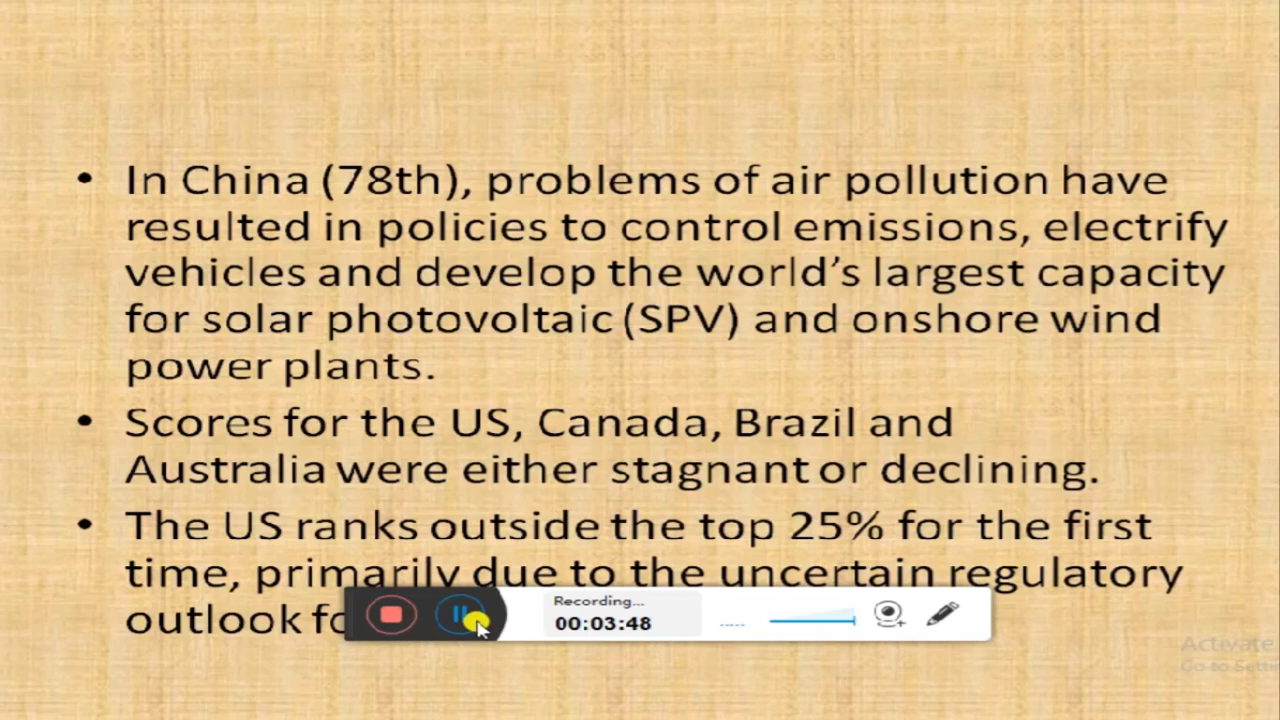 • In China (78th), problems of air pollution have
resulted in policies to control emissions, electrify
vehicles and develop the world’s largest capacity
for solar photovoltaic (SPV) and onshore wind
power plants.
• Scores for the US, Canada, Brazil and
Australia were either stagnant or declining.
• The US ranks outside the top 25% for the first
time, primarily due to the uncertain regulatory
outlook
Recording...
00:03:48
Activate
Go to